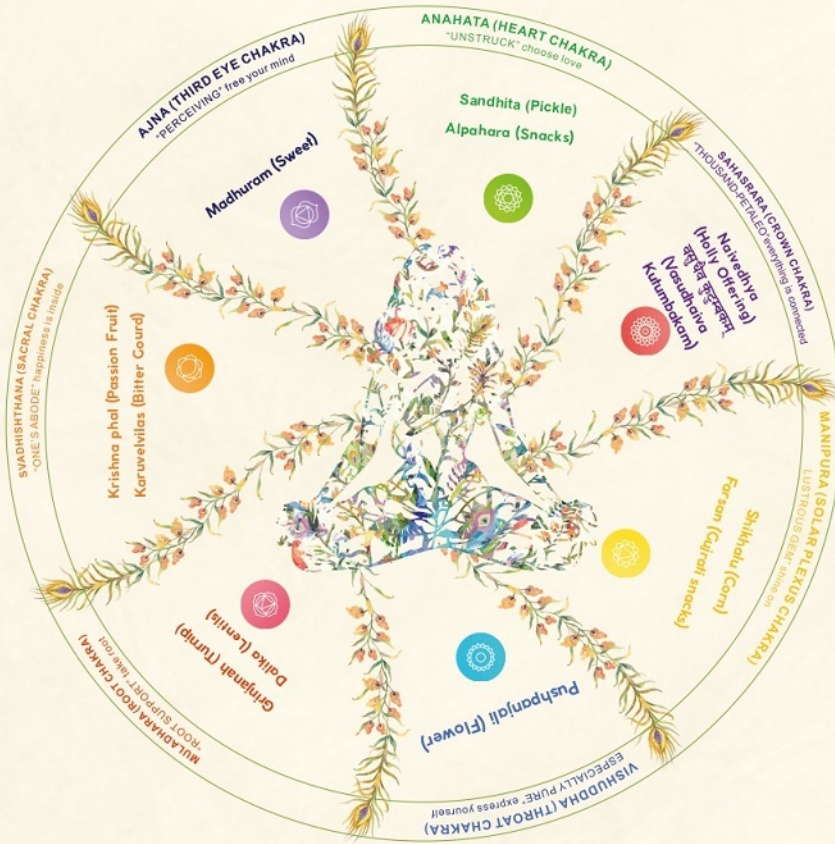 ANAHATA (HEART CHAKRA)
"UNSTRUCK" choose love
Sandhita (Pickle)
Alpahara (Snacks)
SAHASRARA (CROWN CHAKRA)
"THOUSAND-PETALED" everything is connected
Naivedhya
(Holly Offering)
वसुधैव कुटुम्बकम्
(Vasudhaiva
Kutumbakam)
MANIPURA (SOLAR PLEXUS CHAKRA)
LUSTROUS GEM" shine on
Shikhalu (Corn)
Farsan (Gujrati snacks)
VISHUDDHA (THROAT CHAKRA)
ESPECIALLY PURE" express yourself
Pushpanjali (Flower)
MULADHARA (ROOT CHAKRA)
"ROOT SUPPORT" take root
Grinjanah (Turnip)
Dalika (Lentils)
SVADHISHTHANA (SACRAL CHAKRA)
"ONE'S ABODE" happiness is inside
Krishna phal (Passion Fruit)
Karuvelvilas (Bitter Gourd)
AJNA (THIRD EYE CHAKRA)
"PERCEIVING" free your mind
Madhuram (Sweet)